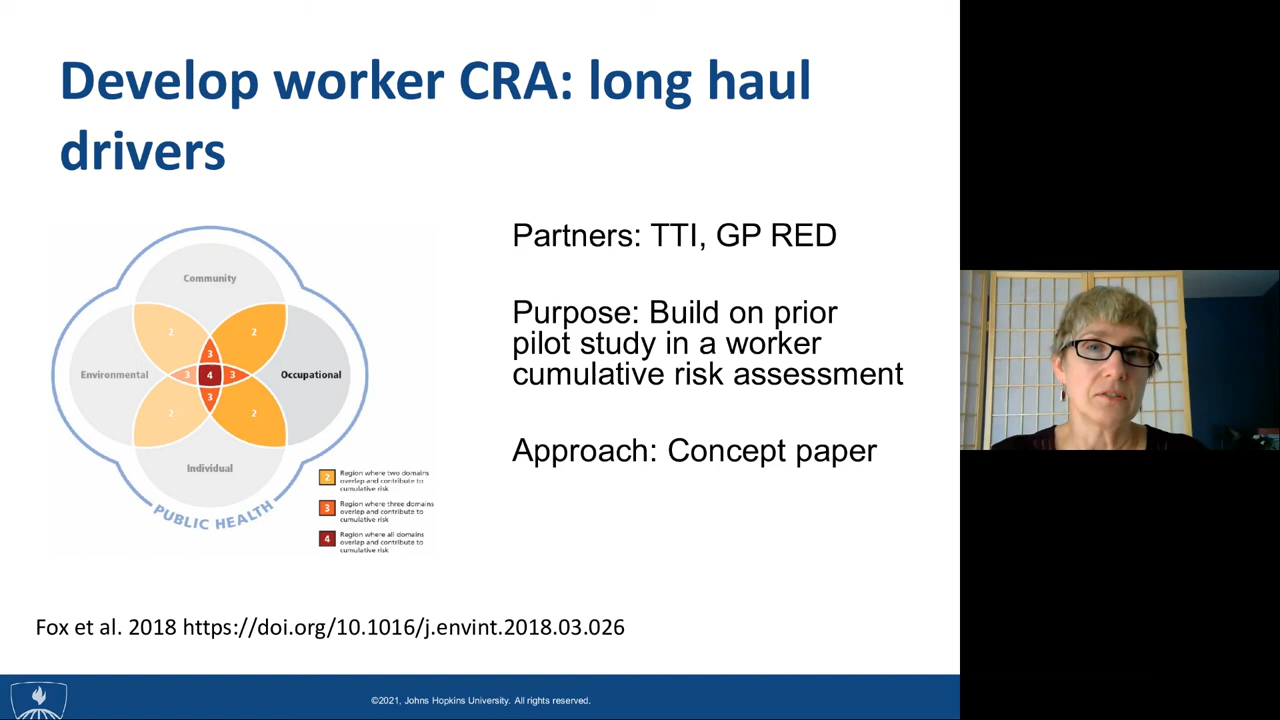 Develop worker CRA: long haul
drivers
Community
2
2
3
Environmental
3
4
3
Occupational
3
2
2
Individual
PUBLIC HEALTH
2 Region where two domains
overlap and contribute to
cumulative risk
3 Region where three domains
overlap and contribute to
cumulative risk
4 Region where all domains
overlap and contribute to
cumulative risk
Partners: TTI, GP RED
Purpose: Build on prior
pilot study in a worker
cumulative risk assessment
Approach: Concept paper
Fox et al. 2018 https://doi.org/10.1016/j.envint.2018.03.026
©2021, Johns Hopkins University. All rights reserved.